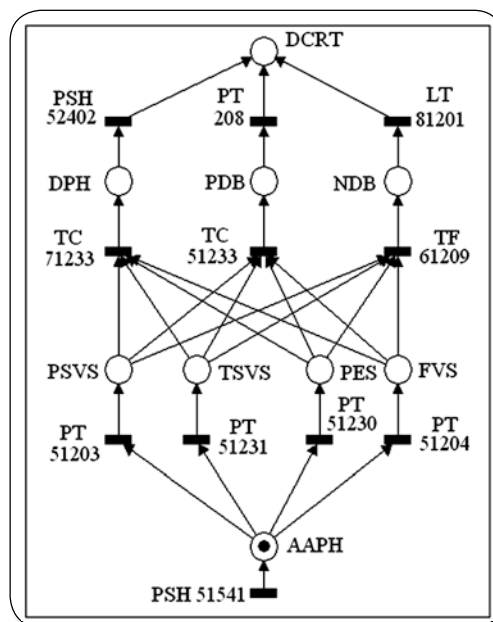 DCRT
PSH
52402
PT
208
LT
81201
DPH
PDB
NDB
TC
71233
TC
51233
TF
61209
PSVS
TSVS
PES
FVS
PT
51203
PT
51231
PT
51230
PT
51204
AAPH
PSH 51541